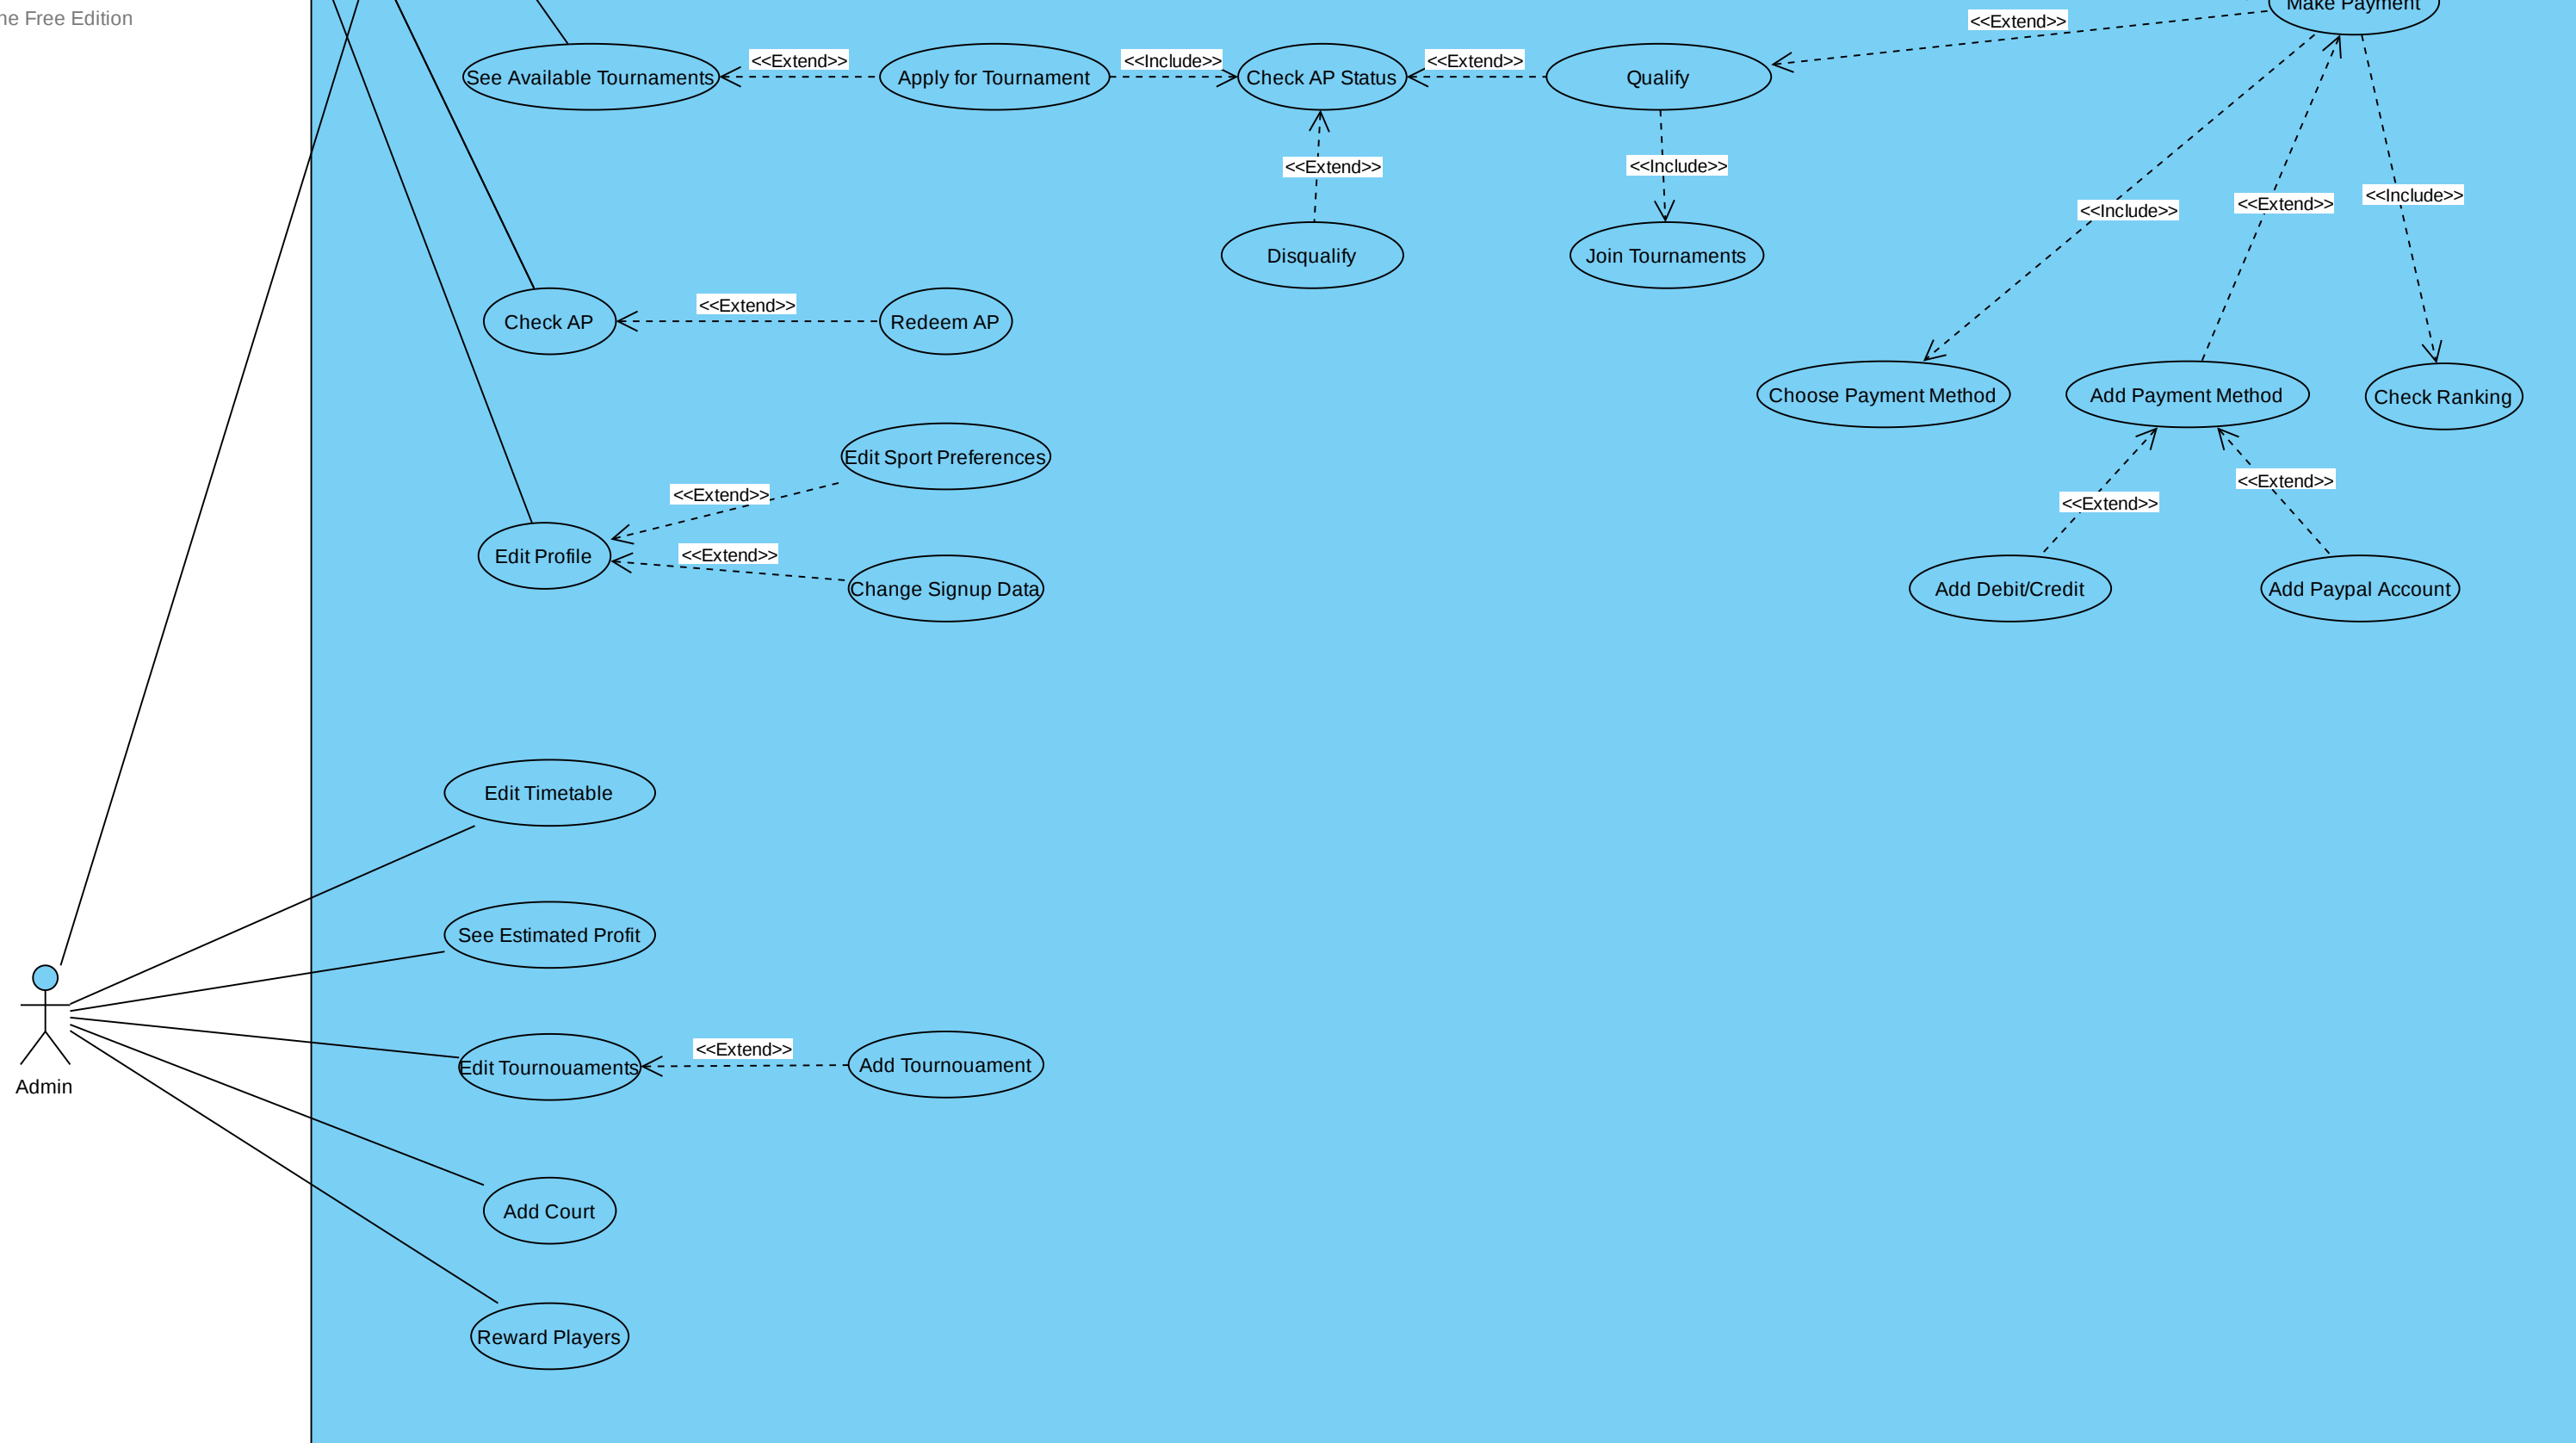 ne Free Edition
Make Payment
<<Extend>>
<<Extend>>
<<Include>>
<<Extend>>
See Available Tournaments
Apply for Tournament
Check AP Status
Qualify
<<Extend>>
<<Include>>
<<Include>>
<<Extend>>
<<Include>>
Disqualify
Join Tournaments
<<Extend>>
Check AP
Redeem AP
Choose Payment Method
Add Payment Method
Check Ranking
Edit Sport Preferences
<<Extend>>
<<Extend>>
<<Extend>>
Edit Profile
<<Extend>>
Change Signup Data
Add Debit/Credit
Add Paypal Account
Edit Timetable
See Estimated Profit
<<Extend>>
Edit Tournouaments
Add Tournouament
Admin
Add Court
Reward Players